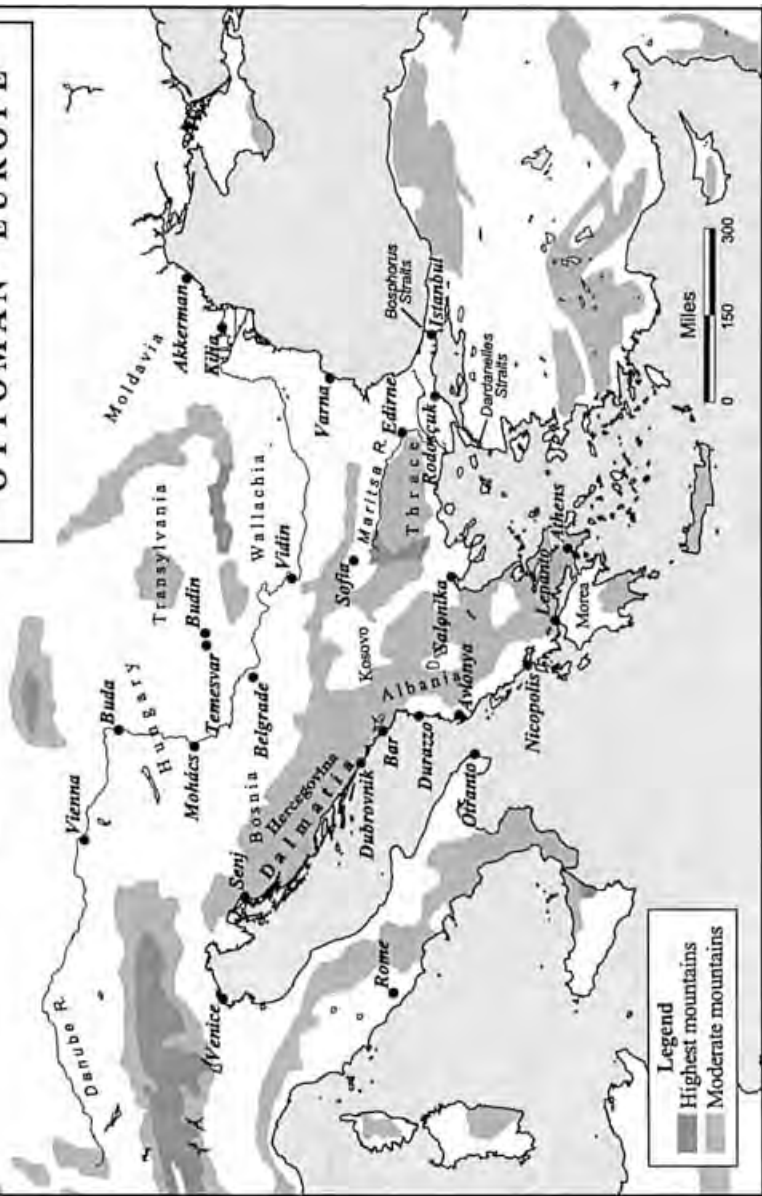 OTTOMAN EUROPE
Vienna
Danube R.
Buda
Hungary
Mohács
Temesvar
Budin
Transylvania
Moldavia
Akkerman
Kilia
Wallachia
Vidin
Belgrade
Bosnia
Senj
Venice
Hercegovina
Dalmatia
Dubrovnik
Bar
Kosovo
Sofia
Maritsa R.
Varna
Edirne
Thrace
Bosphorus
Straits
Istanbul
Rodonçuk
Dardanelles
Straits
Rome
Durazzo
Albania
Avlonya
Salonika
Otranto
Nicopolis
Lepanto
Athens
Morea
Miles
0 150 300
Legend
Highest mountains
Moderate mountains